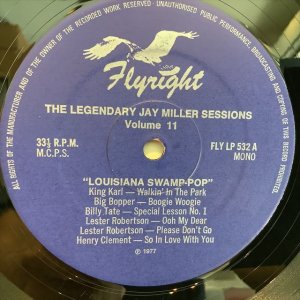 ALL RIGHTS OF THE MANUFACTURER AND OF THE OWNER OF THE RECORDED WORK RESERVED UNAUTHORISED PUBLIC PERFORMANCE, BROADCASTING AND COPYING OF THIS RECORD PROHIBITED
Flyright
THE LEGENDARY JAY MILLER SESSIONS
Volume 11
33⅓ R.P.M.
M.C.P.S.
FLY LP 532 A
MONO
"LOUISIANA SWAMP-POP"
King Karl — Walkin' In The Park
Big Bopper — Boogie Woogie
Billy Tate — Special Lesson No. 1
Lester Robertson — Ooh My Dear
Lester Robertson — Please Don't Go
Henry Clement — So In Love With You
℗ 1977